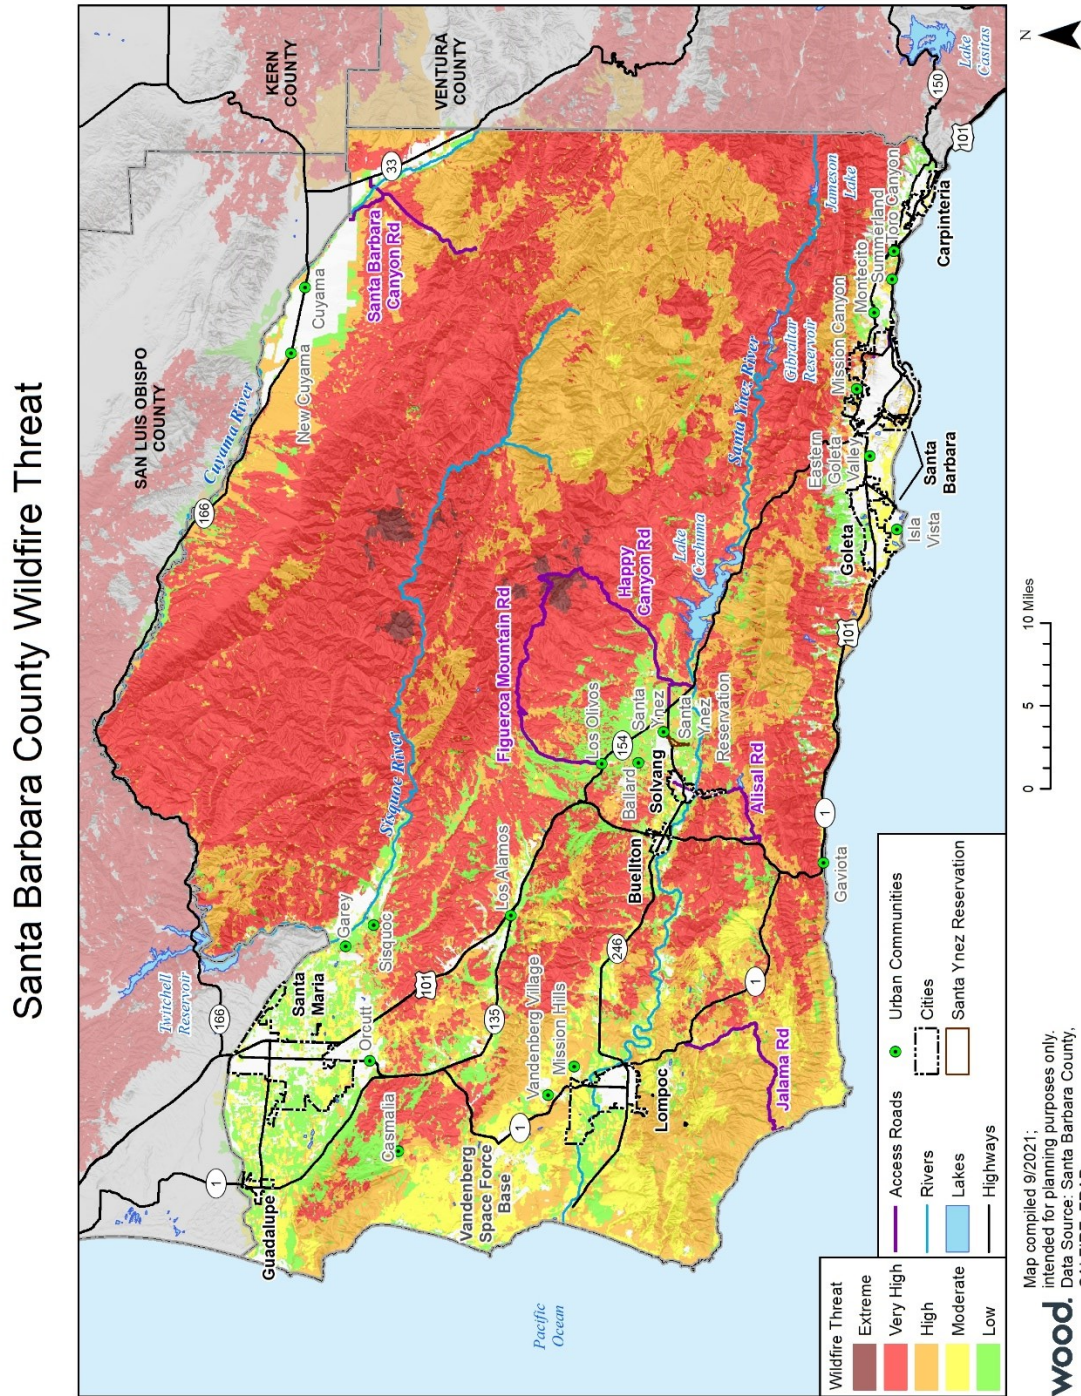 Santa Barbara County Wildfire Threat
SAN LUIS OBISPO
COUNTY
KERN
COUNTY
VENTURA
COUNTY
Twitchell
Reservoir
166
166
33
1
Cuyama River
New Cuyama
Cuyama
Santa Barbara
Canyon Rd
Guadalupe
Santa
Maria
Orcutt
Garey
Sisquoc
Sisquoc River
Casmalia
101
135
Los Alamos
Vandenberg
Space Force
Base
Vandenberg Village
Mission Hills
1
Lompoc
246
Buellton
Solvang
Ballard
Los Olivos
154
Santa
Ynez
Santa
Ynez
Reservation
Figueroa Mountain Rd
Happy
Canyon Rd
Lake
Cachuma
Santa Ynez River
Gibraltar
Reservoir
Jameson
Lake
Jalama Rd
1
Alisal Rd
Gaviota
1
101
Goleta
Isla
Vista
Eastern
Goleta
Valley
Santa
Barbara
Mission Canyon
Montecito
Summerland
Toro Canyon
Carpinteria
101
150
Lake
Casitas
Pacific
Ocean
Wildfire Threat
Extreme
Very High
High
Moderate
Low
Access Roads
Rivers
Lakes
Highways
Urban Communities
Cities
Santa Ynez Reservation
0 5 10 Miles
N
wood.
Map compiled 9/2021;
intended for planning purposes only.
Data Source: Santa Barbara County,